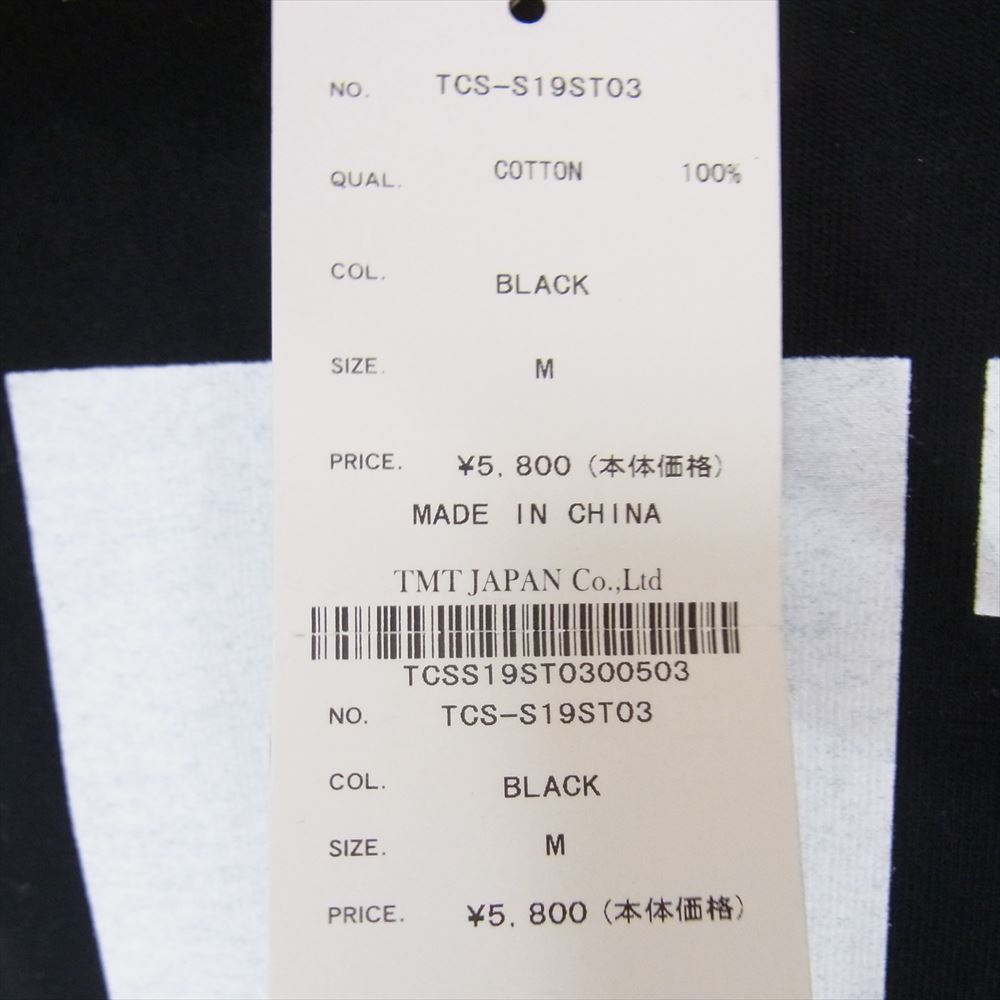 NO. TCS-S19ST03
QUAL. COTTON 100%
COL. BLACK
SIZE. M
PRICE. ¥5,800 (本体価格)
MADE IN CHINA
TMT JAPAN Co.,Ltd
TCSS19ST0300503
NO. TCS-S19ST03
COL. BLACK
SIZE. M
PRICE. ¥5,800 (本体価格)